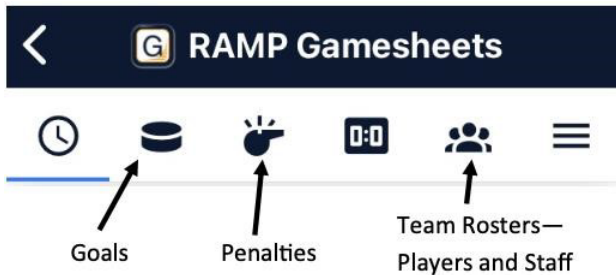 G RAMP Gamesheets
0:0
Goals
Penalties
Team Rosters—
Players and Staff